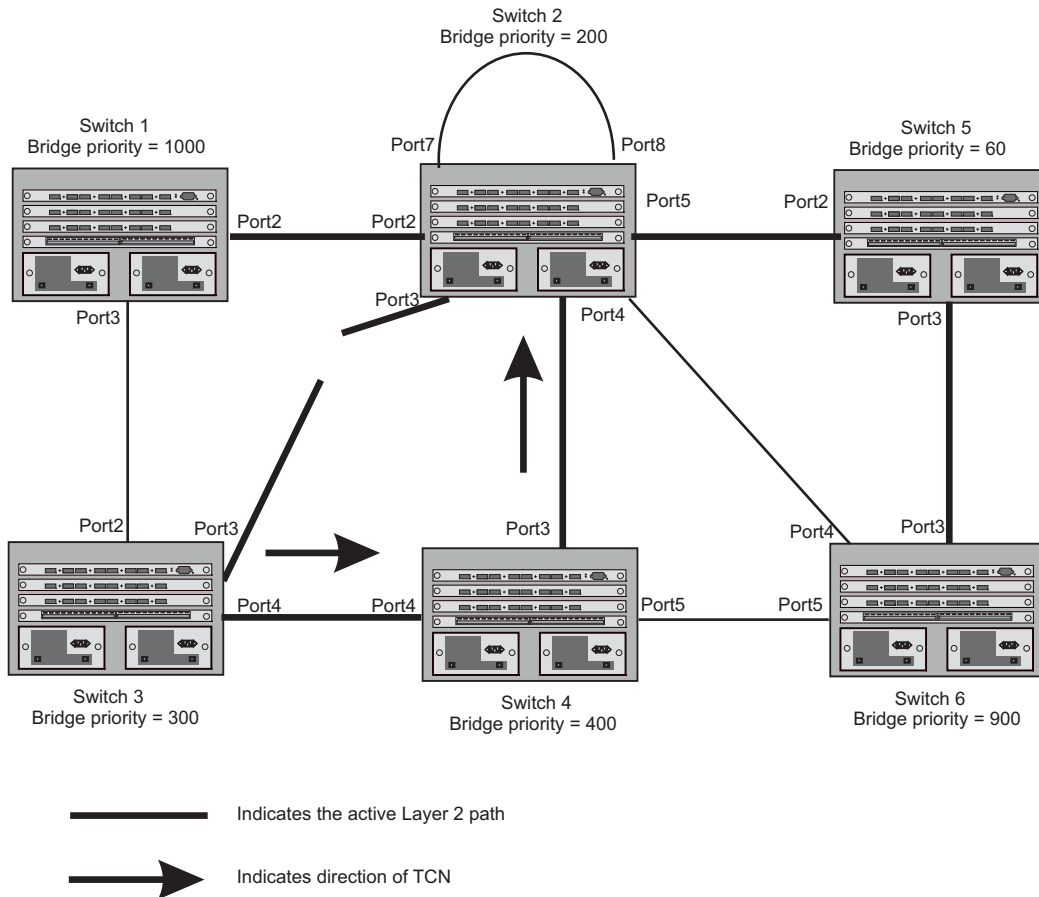 Switch 2
Bridge priority = 200
Switch 1
Bridge priority = 1000
Switch 5
Bridge priority = 60
Port7
Port8
Port2
Port2
Port5
Port2
Port3
Port3
Port4
Port3
Port2
Port3
Port3
Port4
Port3
Port4
Port4
Port5
Port5
Switch 3
Bridge priority = 300
Switch 4
Bridge priority = 400
Switch 6
Bridge priority = 900
Indicates the active Layer 2 path
Indicates direction of TCN